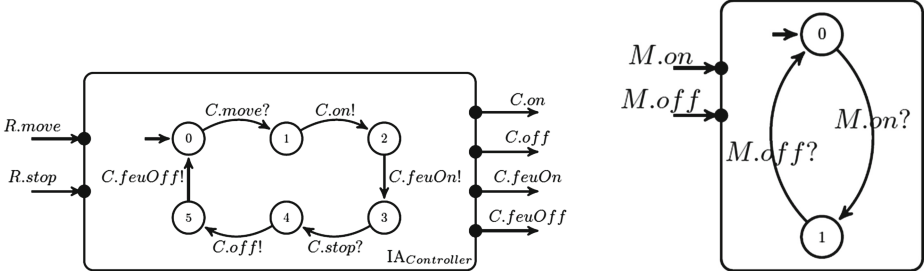 R.move
R.stop
C.move?
C.on!
0
1
2
C.feuOff!
C.feuOn!
5
4
3
C.off!
C.stop?
IA_Controller
C.on
C.off
C.feuOn
C.feuOff
M.on
M.off
0
M.on?
M.off?
1